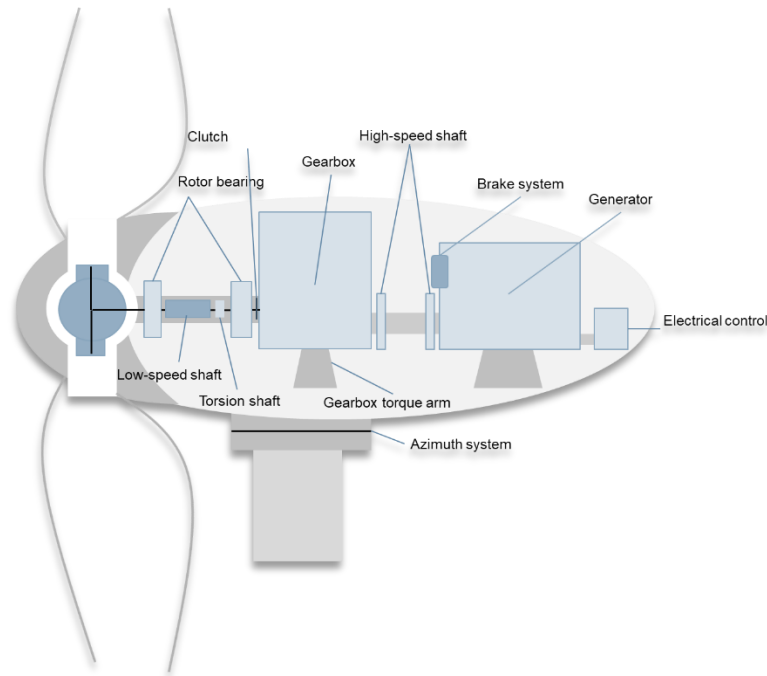 Clutch
High-speed shaft
Gearbox
Rotor bearing
Brake system
Generator
Electrical control
Low-speed shaft
Torsion shaft
Gearbox torque arm
Azimuth system